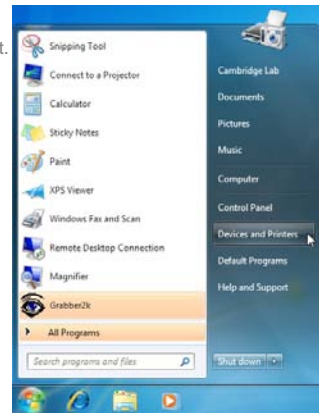 t.
Snipping Tool
Connect to a Projector
Calculator
Sticky Notes
Paint
XPS Viewer
Windows Fax and Scan
Remote Desktop Connection
Magnifier
Grabber2k
All Programs
Search programs and files
Cambridge Lab
Documents
Pictures
Music
Computer
Control Panel
Devices and Printers
Default Programs
Help and Support
Shut down